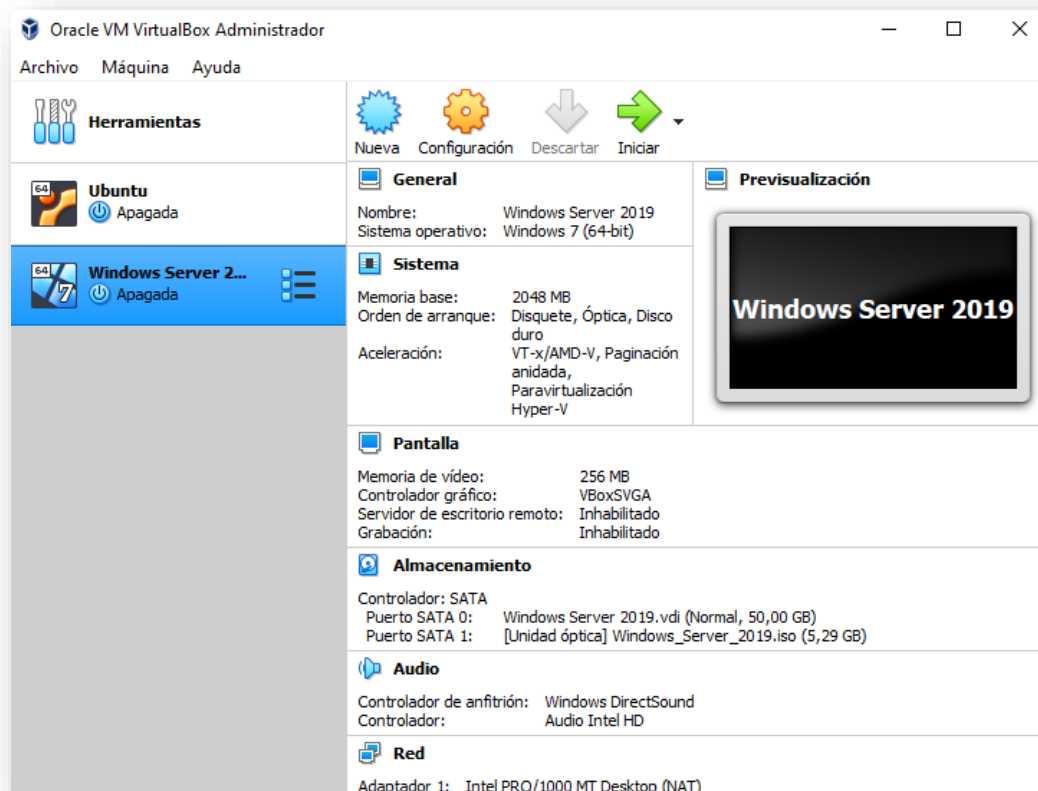 Oracle VM VirtualBox Administrador
Archivo Máquina Ayuda
Herramientas
64
Ubuntu
Apagada
64
7
Windows Server 2...
Apagada
Nueva Configuración Descartar Iniciar
General
Nombre: Windows Server 2019
Sistema operativo: Windows 7 (64-bit)
Previsualización
Windows Server 2019
Sistema
Memoria base: 2048 MB
Orden de arranque: Disquete, Óptica, Disco
duro
Aceleración: VT-x/AMD-V, Paginación
anidada,
Paravirtualización
Hyper-V
Pantalla
Memoria de vídeo: 256 MB
Controlador gráfico: VBoxSVGA
Servidor de escritorio remoto: Inhabilitado
Grabación: Inhabilitado
Almacenamiento
Controlador: SATA
Puerto SATA 0: Windows Server 2019.vdi (Normal, 50,00 GB)
Puerto SATA 1: [Unidad óptica] Windows_Server_2019.iso (5,29 GB)
Audio
Controlador de anfitrión: Windows DirectSound
Controlador: Audio Intel HD
Red
Adaptador 1: Intel PRO/1000 MT Desktop (NAT)